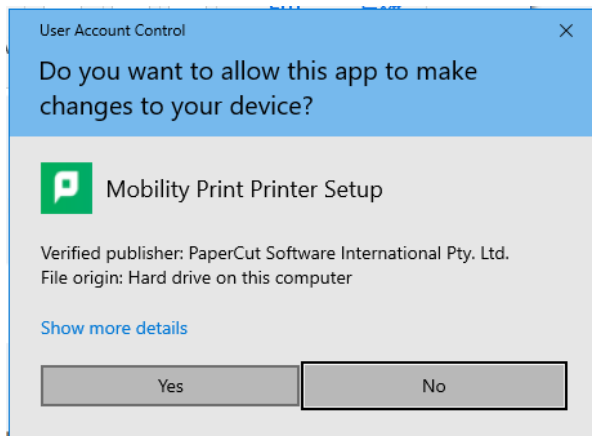 User Account Control
Do you want to allow this app to make
changes to your device?
Mobility Print Printer Setup
Verified publisher: PaperCut Software International Pty. Ltd.
File origin: Hard drive on this computer
Show more details
Yes
No